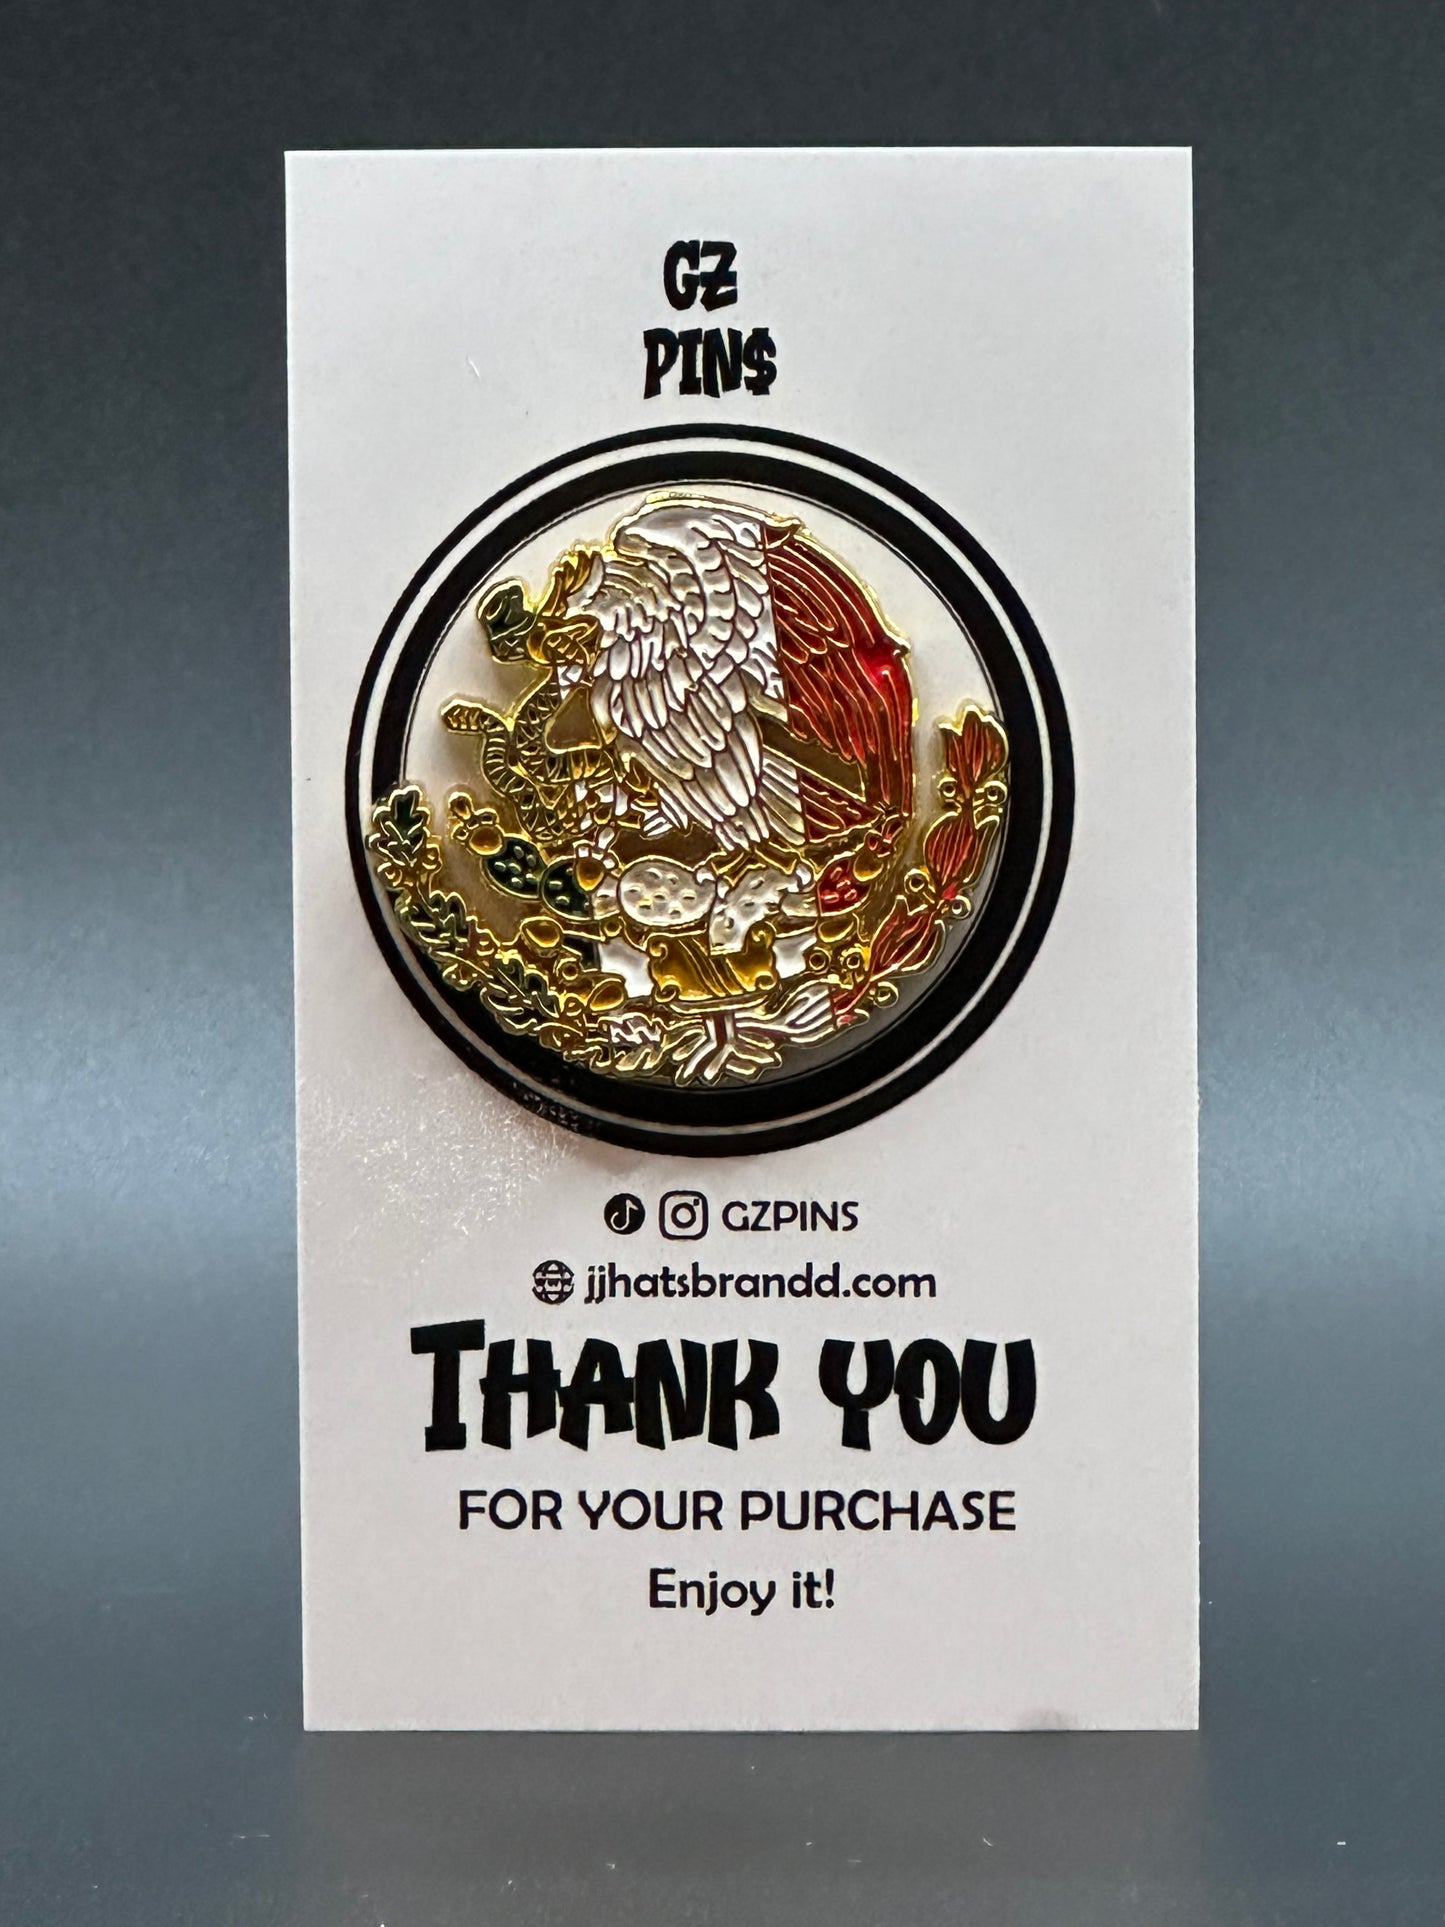 GZ
PIN$
GZPINS
jjhatsbrandd.com
THANK YOU
FOR YOUR PURCHASE
Enjoy it!